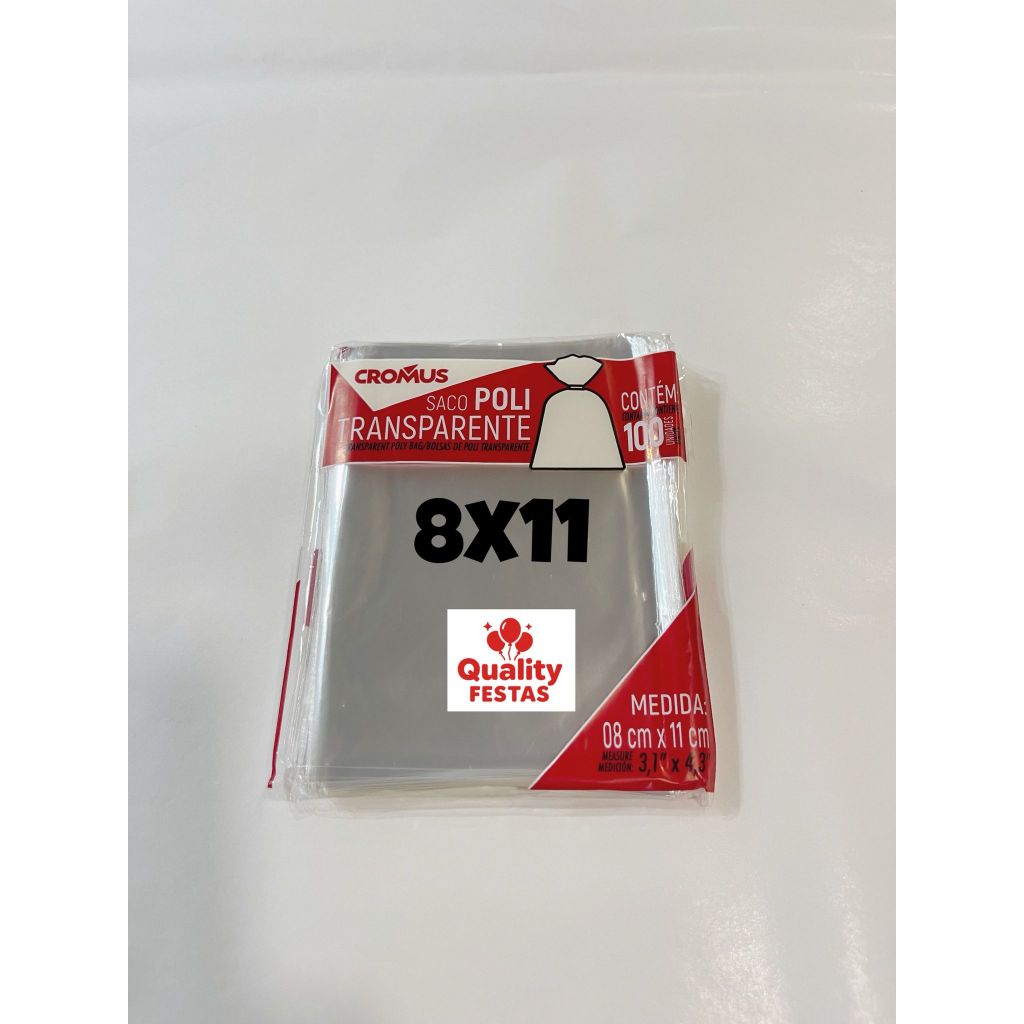 CROMUS
SACO POLI
TRANSPARENTE
TRANSPARENT POLY BAG/BOLSAS DE POLI TRANSPARENTE
CONTÉM
100
UNIDADES
8X11
Quality
FESTAS
MEDIDA:
08 cm x 11 cm
MEASURE
MEDICIÓN: 3,1" x 4,3"